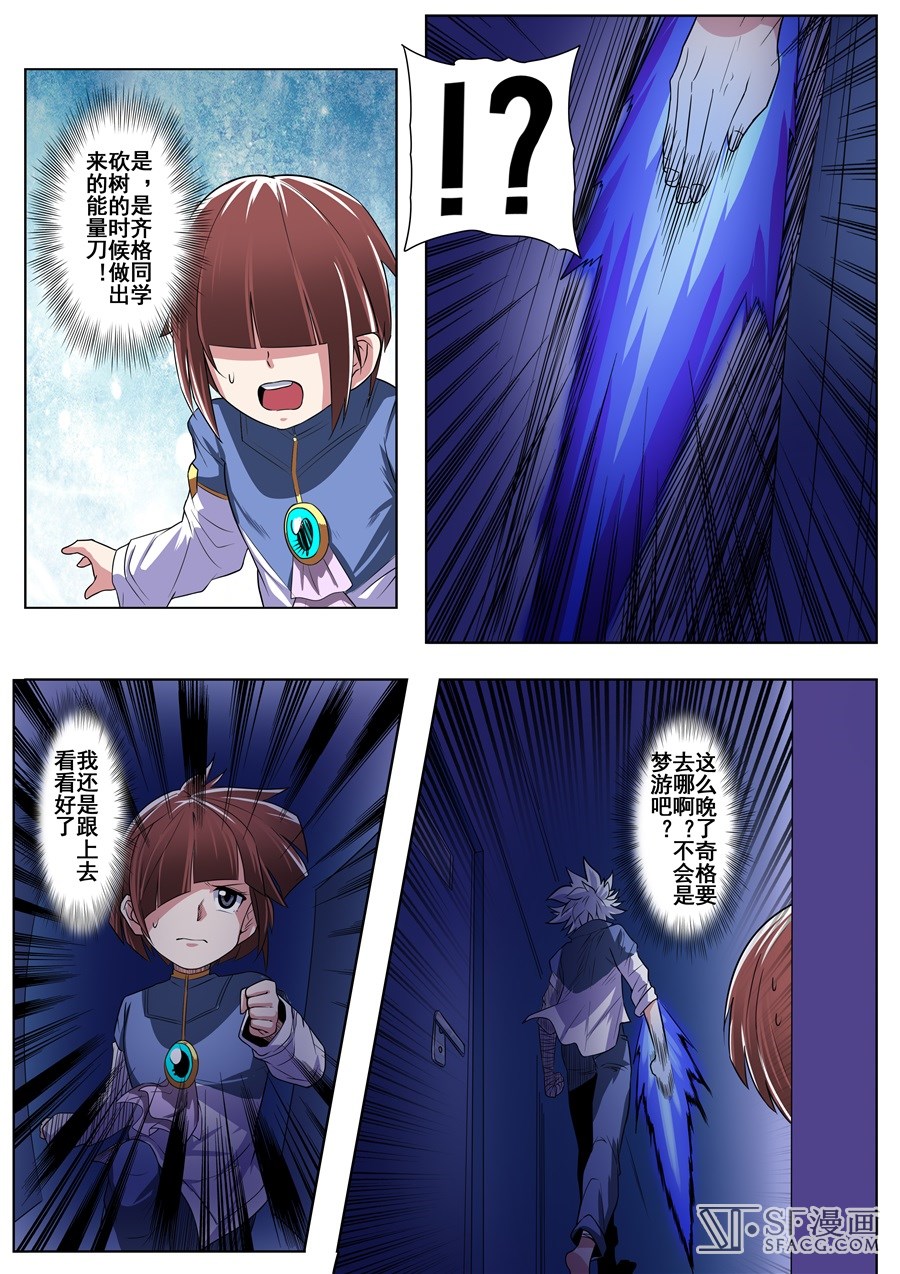 !?
是，是齐格同学
砍树的时候做出
来的能量刀！
这么晚了奇格要
去哪啊？不会是
梦游吧？
我还是跟上去
看看好了
SF漫画
SFACG.COM